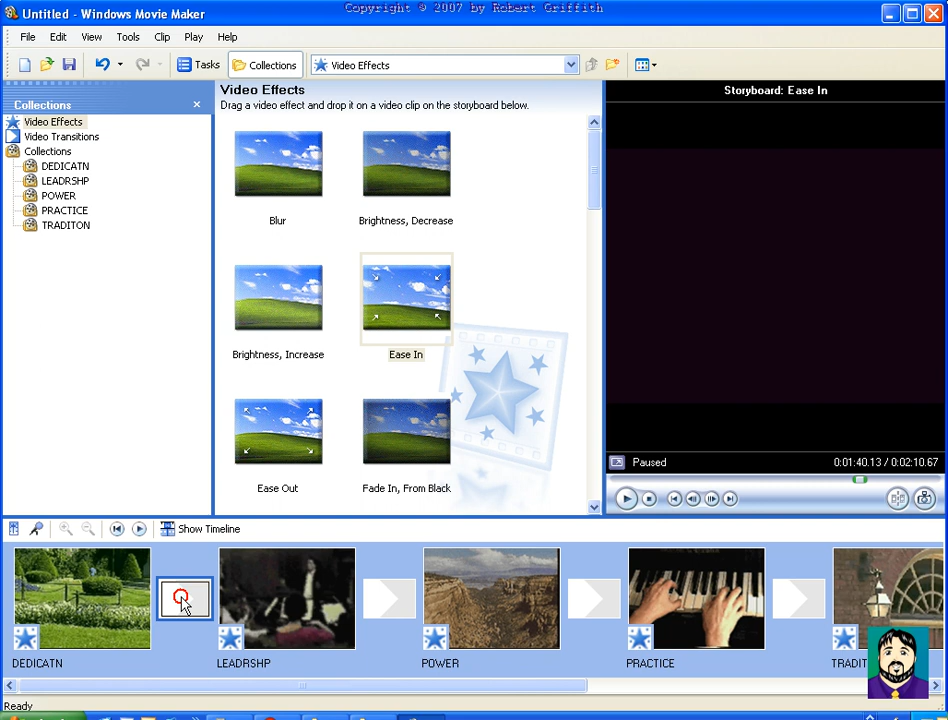 Untitled - Windows Movie Maker
Copyright © 2007 by Robert Griffith
File Edit View Tools Clip Play Help
Tasks Collections Video Effects
Collections
Video Effects
Video Transitions
Collections
DEDICATN
LEADRSHP
POWER
PRACTICE
TRADITON
Video Effects
Drag a video effect and drop it on a video clip on the storyboard below.
Blur Brightness, Decrease
Brightness, Increase Ease In
Ease Out Fade In, From Black
Storyboard: Ease In
Paused 0:01:40.13 / 0:02:10.67
Show Timeline
DEDICATN LEADRSHP POWER PRACTICE TRADIT
Ready